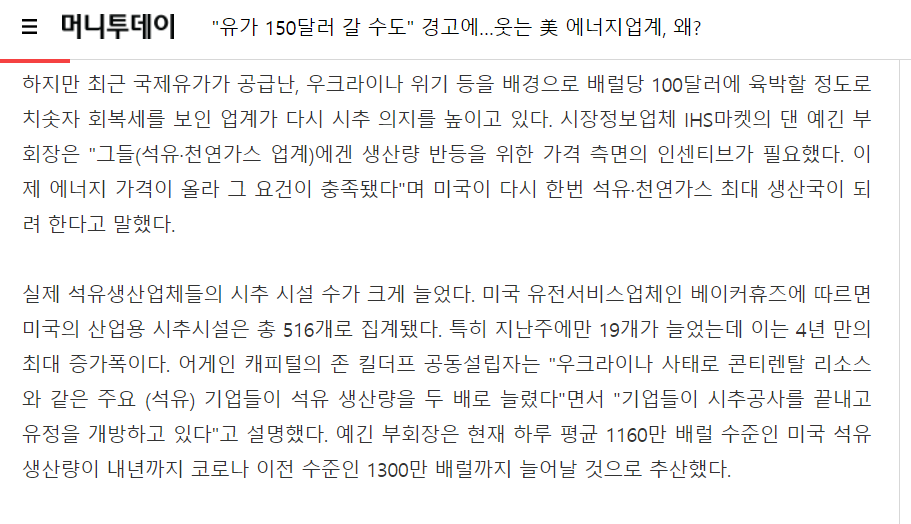 머니투데이 "유가 150달러 갈 수도" 경고에…웃는 美 에너지업계, 왜?
하지만 최근 국제유가가 공급난, 우크라이나 위기 등을 배경으로 배럴당 100달러에 육박할 정도로
치솟자 회복세를 보인 업계가 다시 시추 의지를 높이고 있다. 시장정보업체 IHS마켓의 댄 예긴 부
회장은 "그들(석유·천연가스 업계)에겐 생산량 반등을 위한 가격 측면의 인센티브가 필요했다. 이
제 에너지 가격이 올라 그 요건이 충족됐다"며 미국이 다시 한번 석유·천연가스 최대 생산국이 되
려 한다고 말했다.
실제 석유생산업체들의 시추 시설 수가 크게 늘었다. 미국 유전서비스업체인 베이커휴즈에 따르면
미국의 산업용 시추시설은 총 516개로 집계됐다. 특히 지난주에만 19개가 늘었는데 이는 4년 만의
최대 증가폭이다. 어게인 캐피털의 존 킬더프 공동설립자는 "우크라이나 사태로 콘티렌탈 리소스
와 같은 주요 (석유) 기업들이 석유 생산량을 두 배로 늘렸다"면서 "기업들이 시추공사를 끝내고
유정을 개방하고 있다"고 설명했다. 예긴 부회장은 현재 하루 평균 1160만 배럴 수준인 미국 석유
생산량이 내년까지 코로나 이전 수준인 1300만 배럴까지 늘어날 것으로 추산했다.